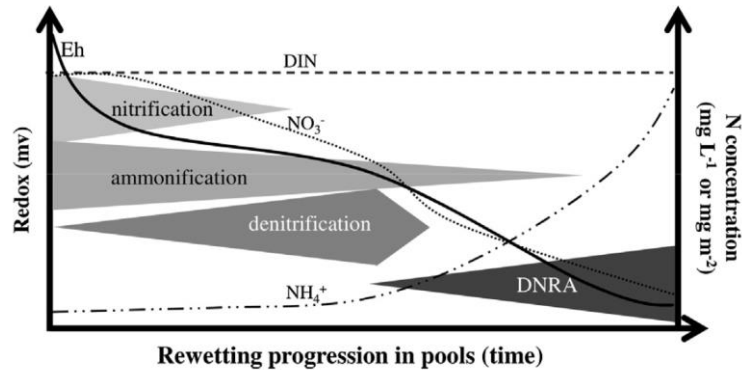 Eh
DIN
nitrification
NO₃⁻
ammonification
denitrification
NH₄⁺
DNRA
Redox (mv)
N concentration
(mg L⁻¹ or mg m⁻²)
Rewetting progression in pools (time)